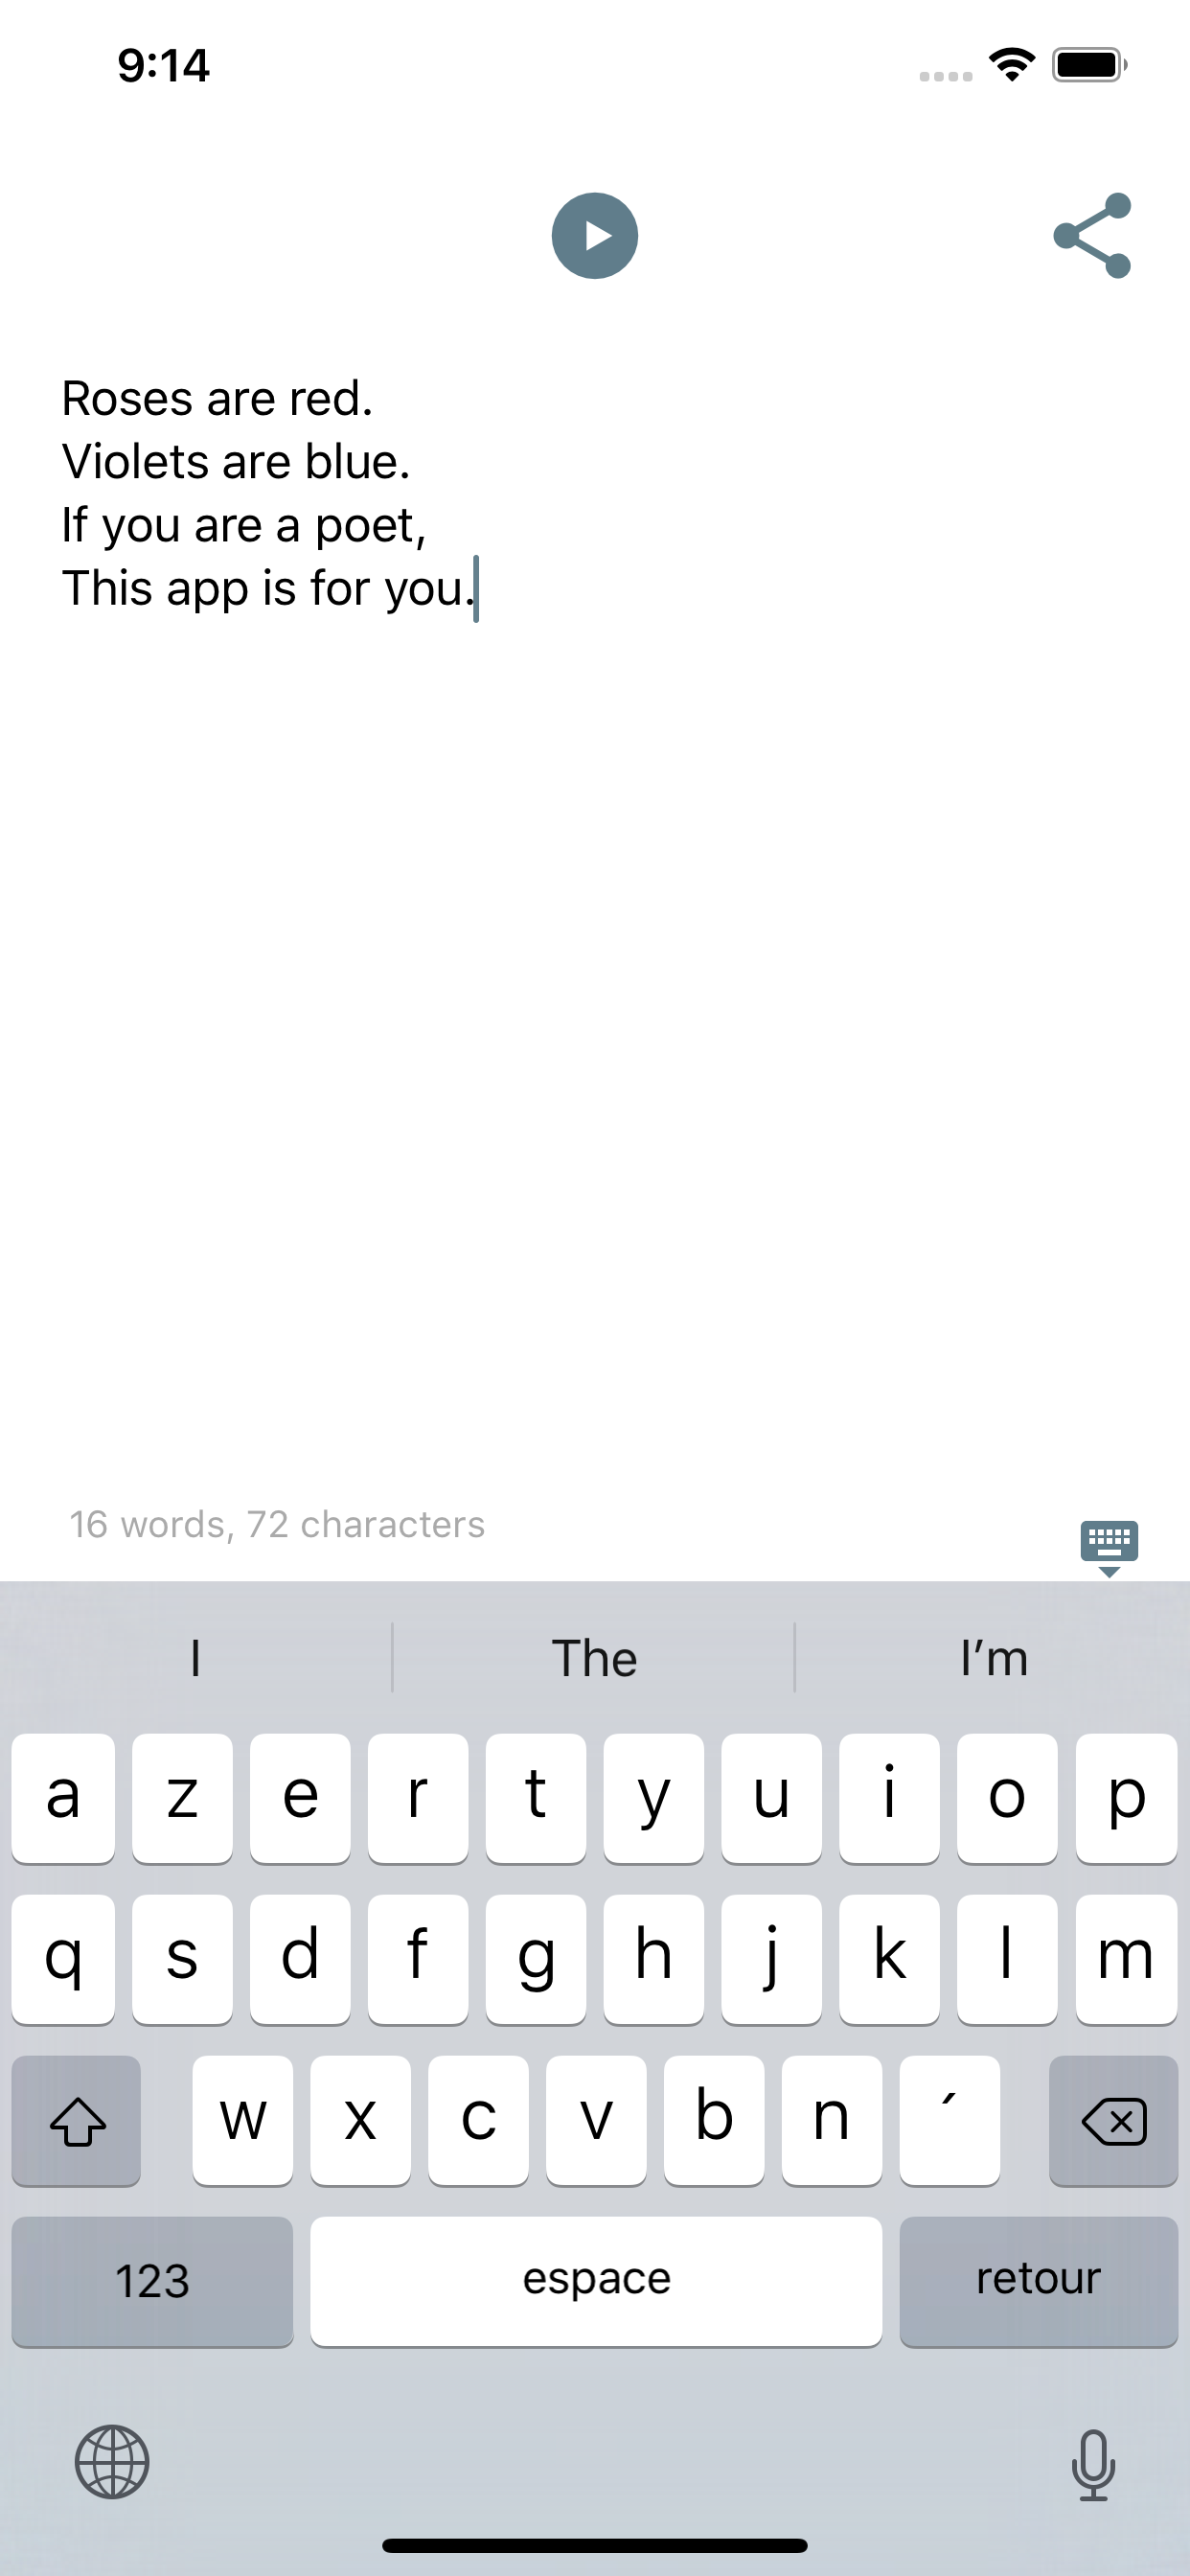 9:14
Roses are red.
Violets are blue.
If you are a poet,
This app is for you.
16 words, 72 characters
I The I’m
a z e r t y u i o p
q s d f g h j k l m
w x c v b n ´
123 espace retour